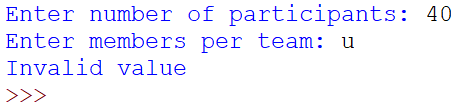 Enter number of participants: 40
Enter members per team: u
Invalid value
>>>